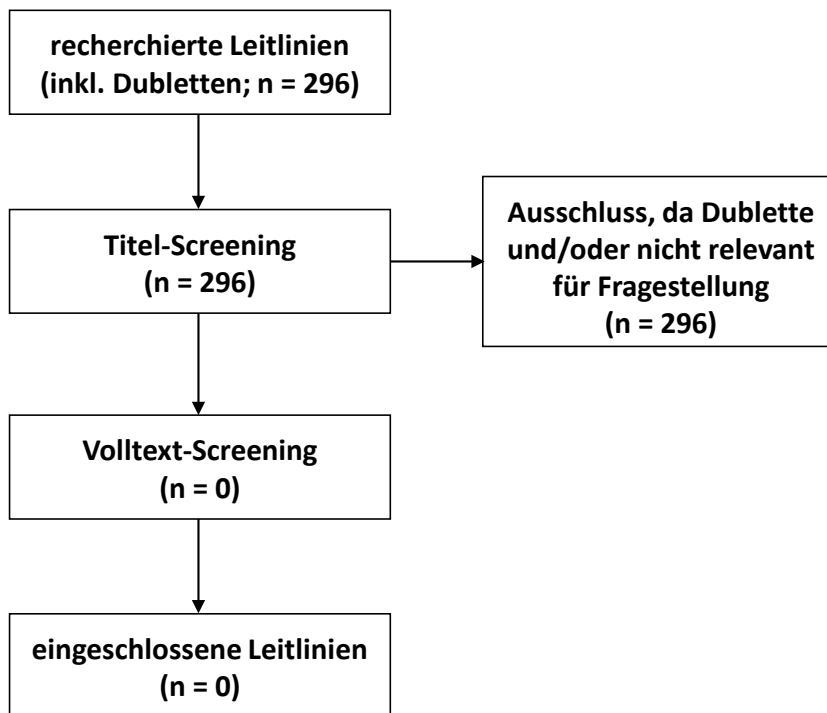 recherchierte Leitlinien
(inkl. Dubletten; n = 296)
Titel-Screening
(n = 296)
Ausschluss, da Dublette
und/oder nicht relevant
für Fragestellung
(n = 296)
Volltext-Screening
(n = 0)
eingeschlossene Leitlinien
(n = 0)